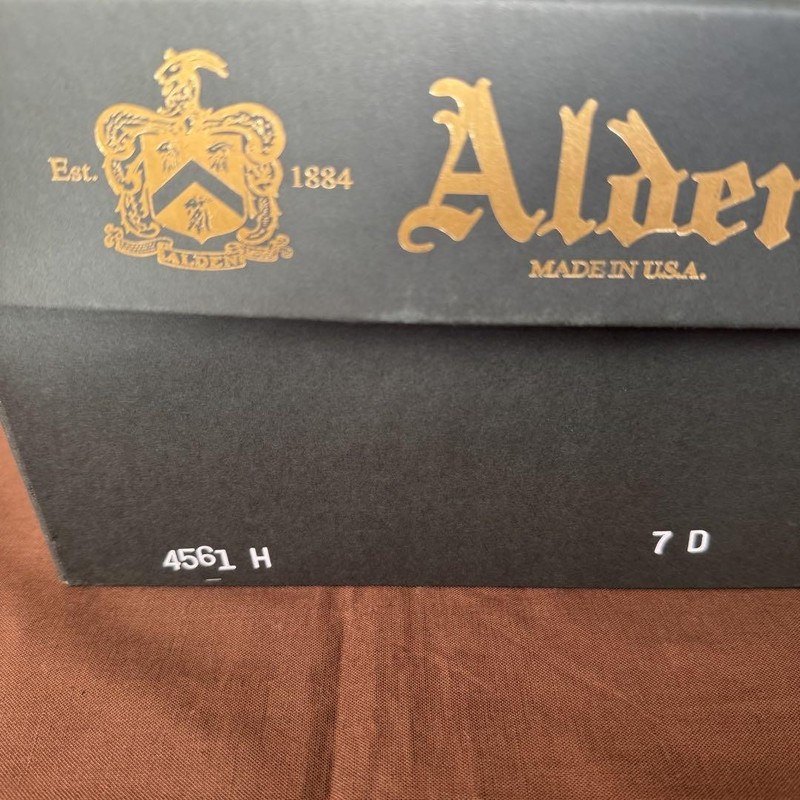 Est. 1884
ALDEN
Alden
MADE IN U.S.A.
4561 H 7 D